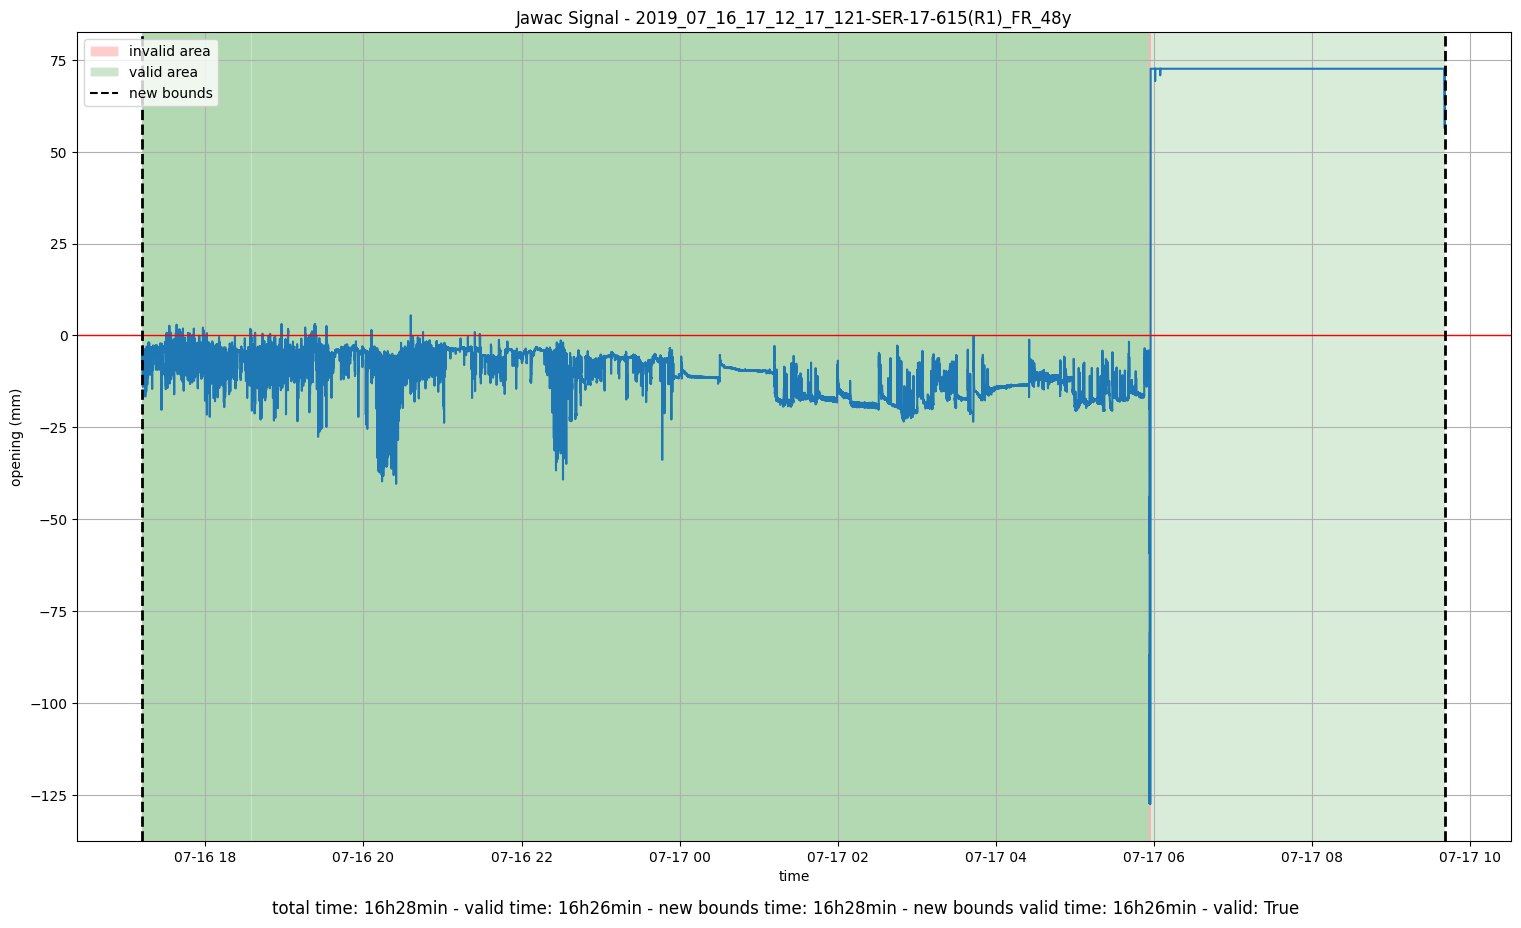 Jawac Signal - 2019_07_16_17_12_17_121-SER-17-615(R1)_FR_48y
invalid area
valid area
new bounds
75
50
25
0
−25
−50
−75
−100
−125
opening (mm)
07-16 18
07-16 20
07-16 22
07-17 00
07-17 02
07-17 04
07-17 06
07-17 08
07-17 10
time
total time: 16h28min - valid time: 16h26min - new bounds time: 16h28min - new bounds valid time: 16h26min - valid: True